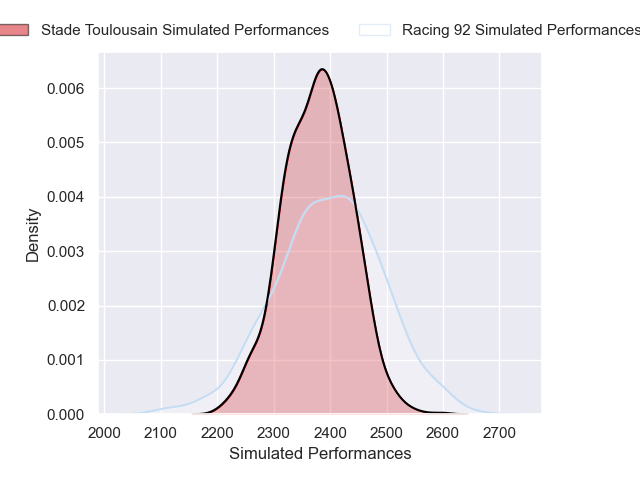 Stade Toulousain Simulated Performances Racing 92 Simulated Performances
0.006
0.005
0.004
0.003
0.002
0.001
0.000
Density
2000 2100 2200 2300 2400 2500 2600 2700
Simulated Performances